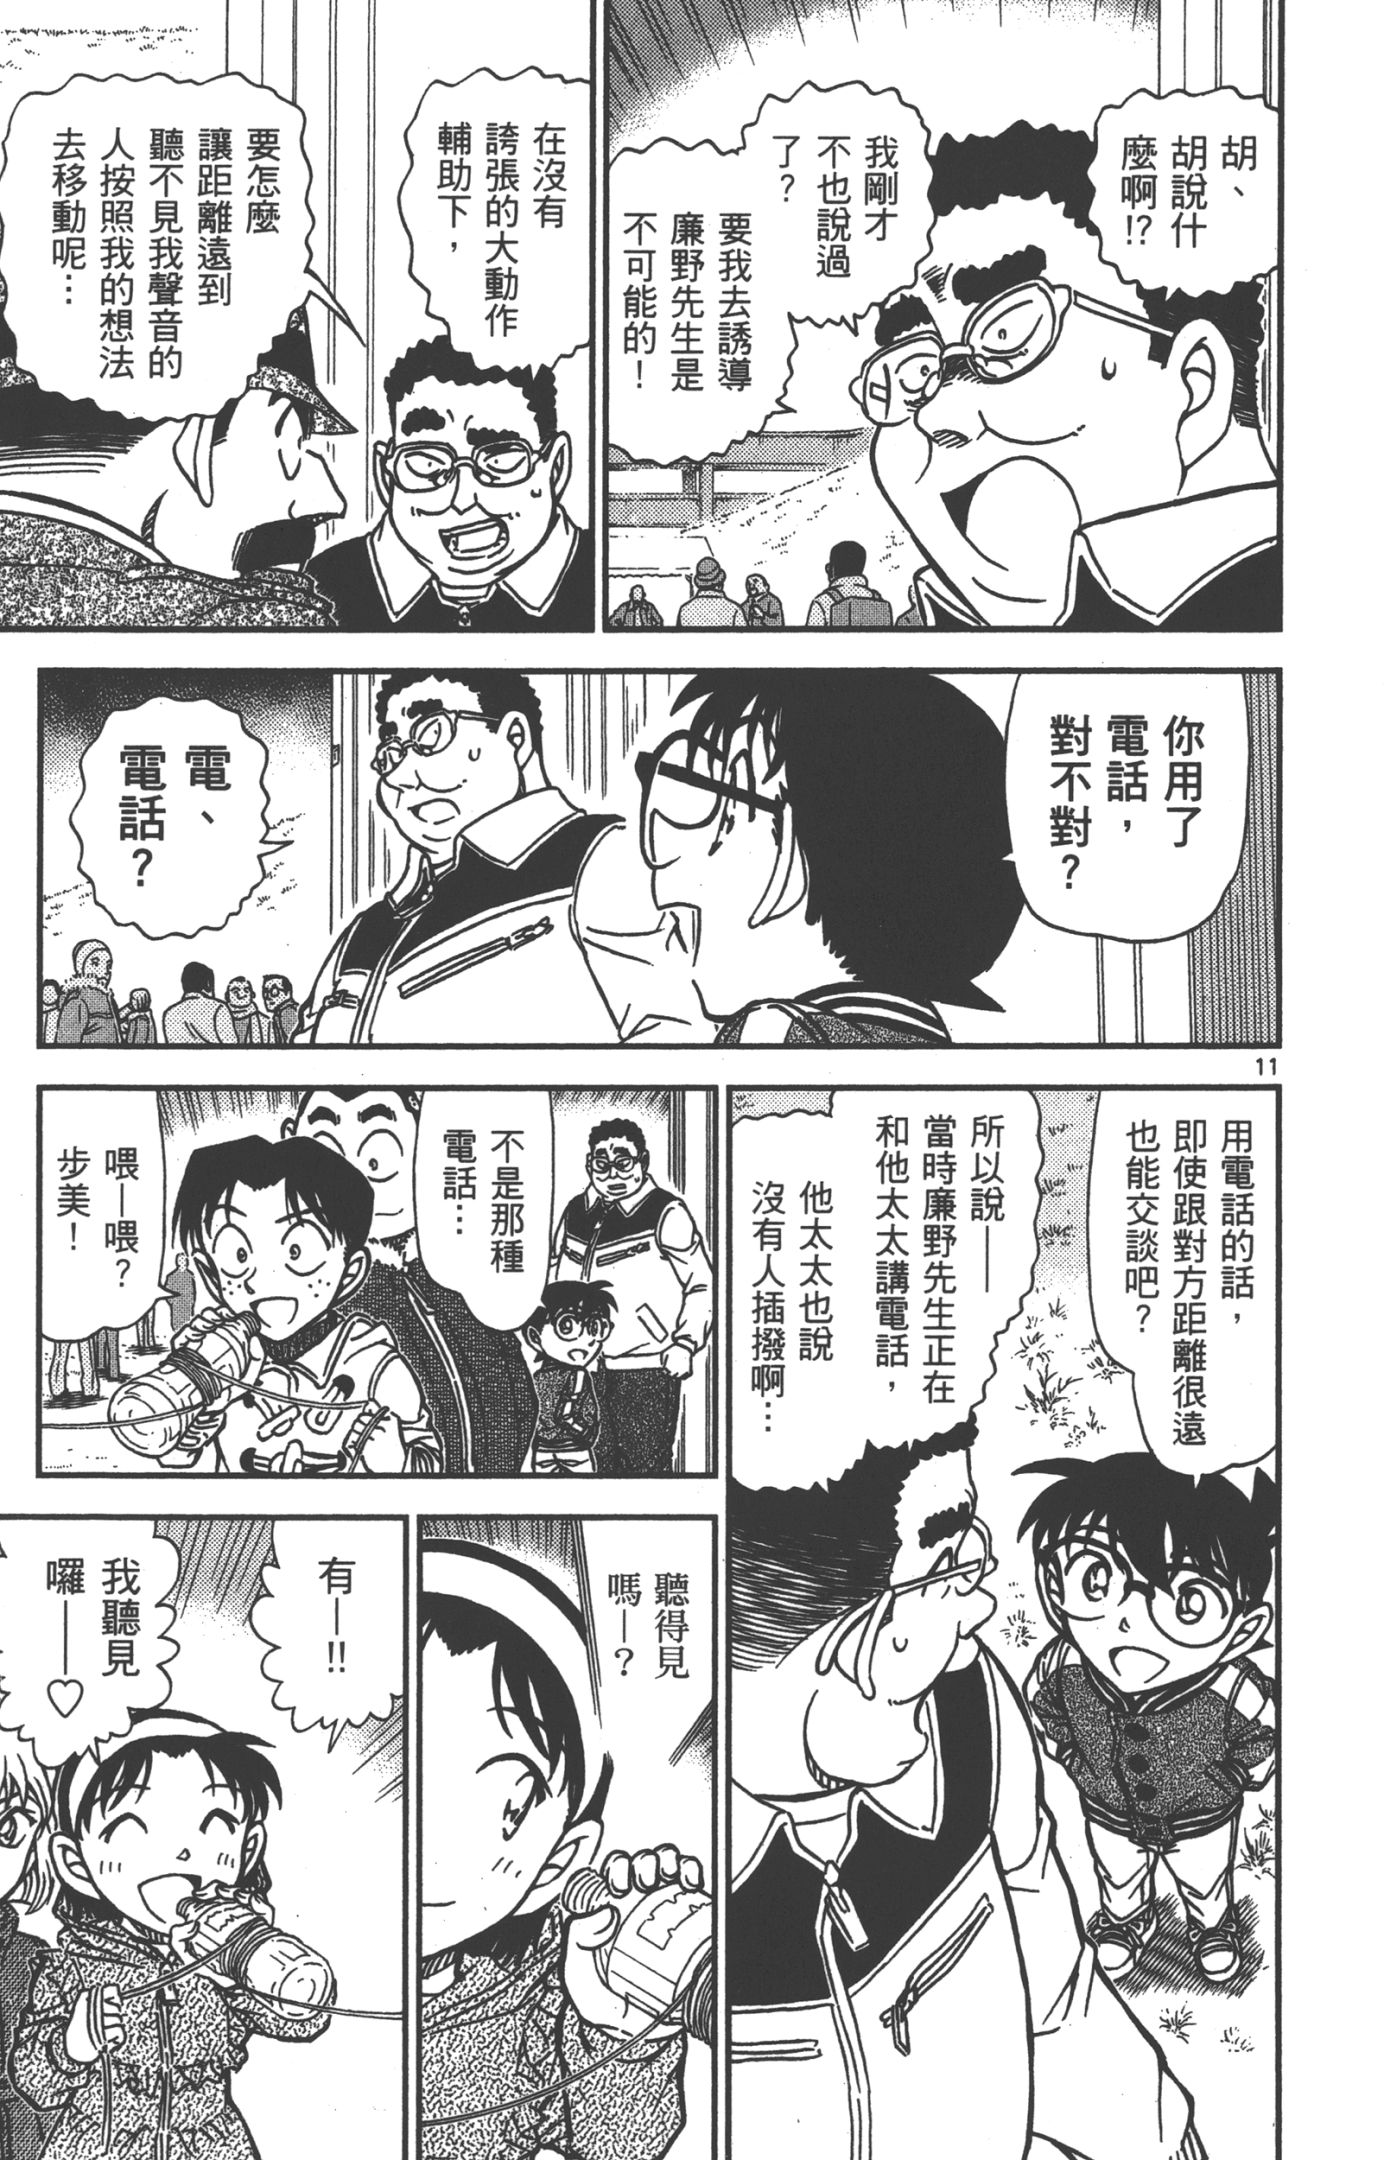 胡、
胡說什
麼啊!?
我剛才
不也說過
了？
要我去誘導
廉野先生是
不可能的！
在沒有
誇張的大動作
輔助下，
要怎麼
讓距離遠到
聽不見我聲音的
人按照我的想法
去移動呢…
你用了
電話，
對不對？
電、
電話？
11
用電話的話，
即使跟對方距離很遠
也能交談吧？
所以說——
當時廉野先生正在
和他太太講電話，
他太太也說
沒有人插撥啊…
不是那種
電話…
喂—喂？
步美！
聽得見
嗎—？
有—!!
我聽見
囉——♡